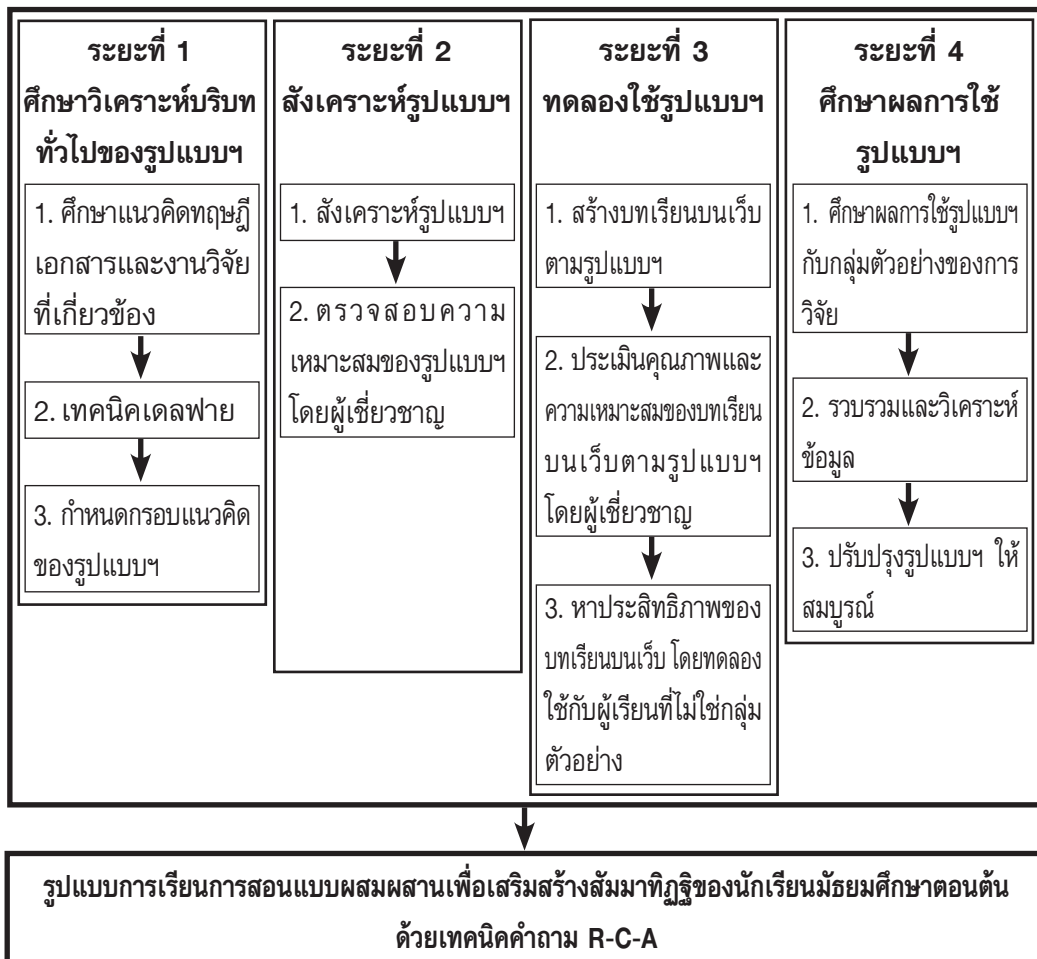 ระยะที่ 1
ศึกษาวิเคราะห์บริบท
ทั่วไปของรูปแบบฯ
1. ศึกษาแนวคิดทฤษฎี
เอกสารและงานวิจัย
ที่เกี่ยวข้อง
2. เทคนิคเดลฟาย
3. กำหนดกรอบแนวคิด
ของรูปแบบฯ
ระยะที่ 2
สังเคราะห์รูปแบบฯ
1. สังเคราะห์รูปแบบฯ
2. ตรวจสอบความ
เหมาะสมของรูปแบบฯ
โดยผู้เชี่ยวชาญ
ระยะที่ 3
ทดลองใช้รูปแบบฯ
1. สร้างบทเรียนบนเว็บ
ตามรูปแบบฯ
2. ประเมินคุณภาพและ
ความเหมาะสมของบทเรียน
บนเว็บตามรูปแบบฯ
โดยผู้เชี่ยวชาญ
3. หาประสิทธิภาพของ
บทเรียนบนเว็บ โดยทดลอง
ใช้กับผู้เรียนที่ไม่ใช่กลุ่ม
ตัวอย่าง
ระยะที่ 4
ศึกษาผลการใช้
รูปแบบฯ
1. ศึกษาผลการใช้รูปแบบฯ
กับกลุ่มตัวอย่างของการ
วิจัย
2. รวบรวมและวิเคราะห์
ข้อมูล
3. ปรับปรุงรูปแบบฯ ให้
สมบูรณ์
รูปแบบการเรียนการสอนแบบผสมผสานเพื่อเสริมสร้างสัมมาทิฏฐิของนักเรียนมัธยมศึกษาตอนต้น
ด้วยเทคนิคคำถาม R-C-A